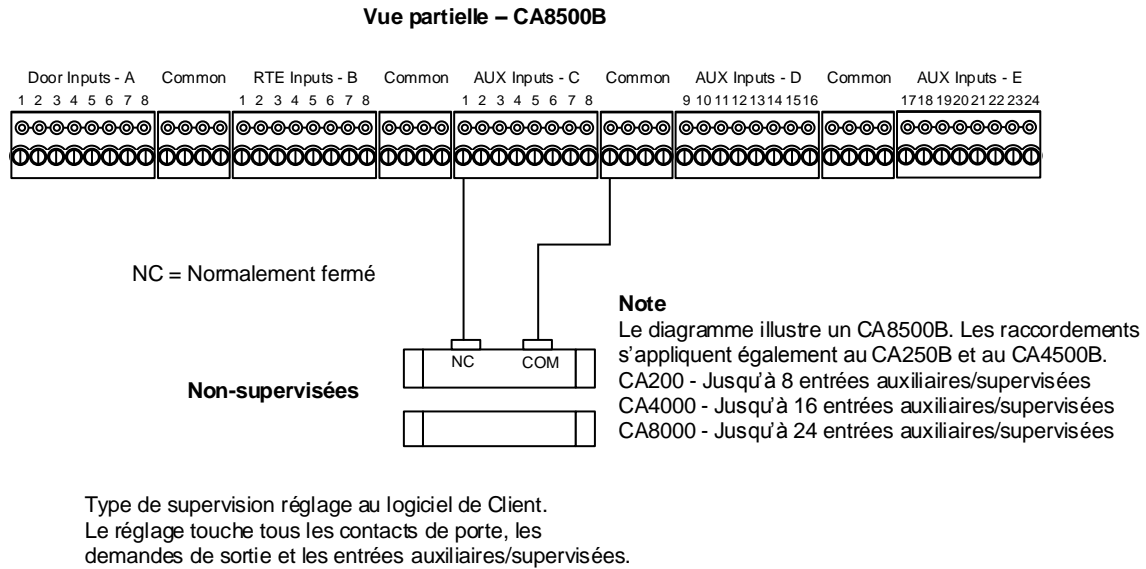 Vue partielle – CA8500B
Door Inputs - A Common RTE Inputs - B Common AUX Inputs - C Common AUX Inputs - D Common AUX Inputs - E
1 2 3 4 5 6 7 8 1 2 3 4 5 6 7 8 1 2 3 4 5 6 7 8 9 10 11 12 13 14 15 16 17 18 19 20 21 22 23 24
NC = Normalement fermé
NC COM
Non-supervisées
Note
Le diagramme illustre un CA8500B. Les raccordements
s'appliquent également au CA250B et au CA4500B.
CA200 - Jusqu'à 8 entrées auxiliaires/supervisées
CA4000 - Jusqu'à 16 entrées auxiliaires/supervisées
CA8000 - Jusqu'à 24 entrées auxiliaires/supervisées
Type de supervision réglage au logiciel de Client.
Le réglage touche tous les contacts de porte, les
demandes de sortie et les entrées auxiliaires/supervisées.